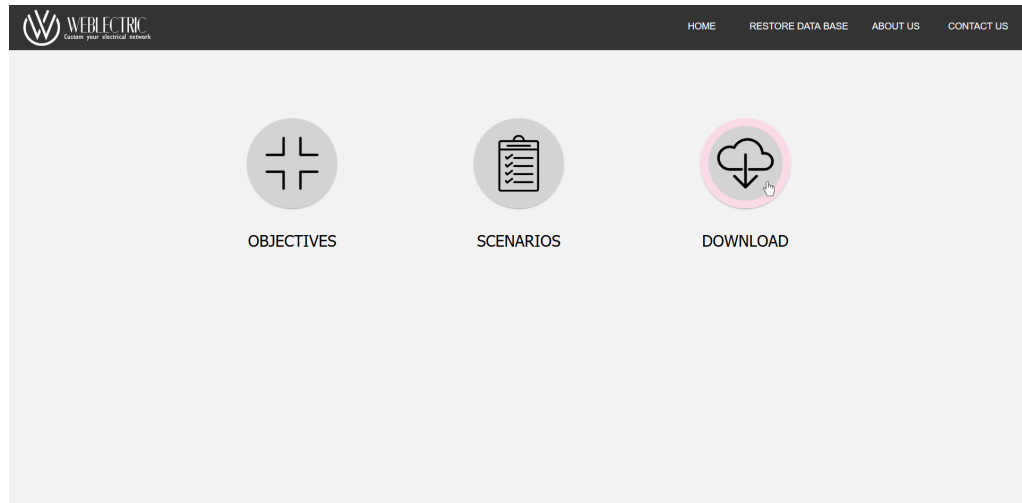 WEBLECTRIC
Custom your electrical network
HOME RESTORE DATA BASE ABOUT US CONTACT US
OBJECTIVES SCENARIOS DOWNLOAD